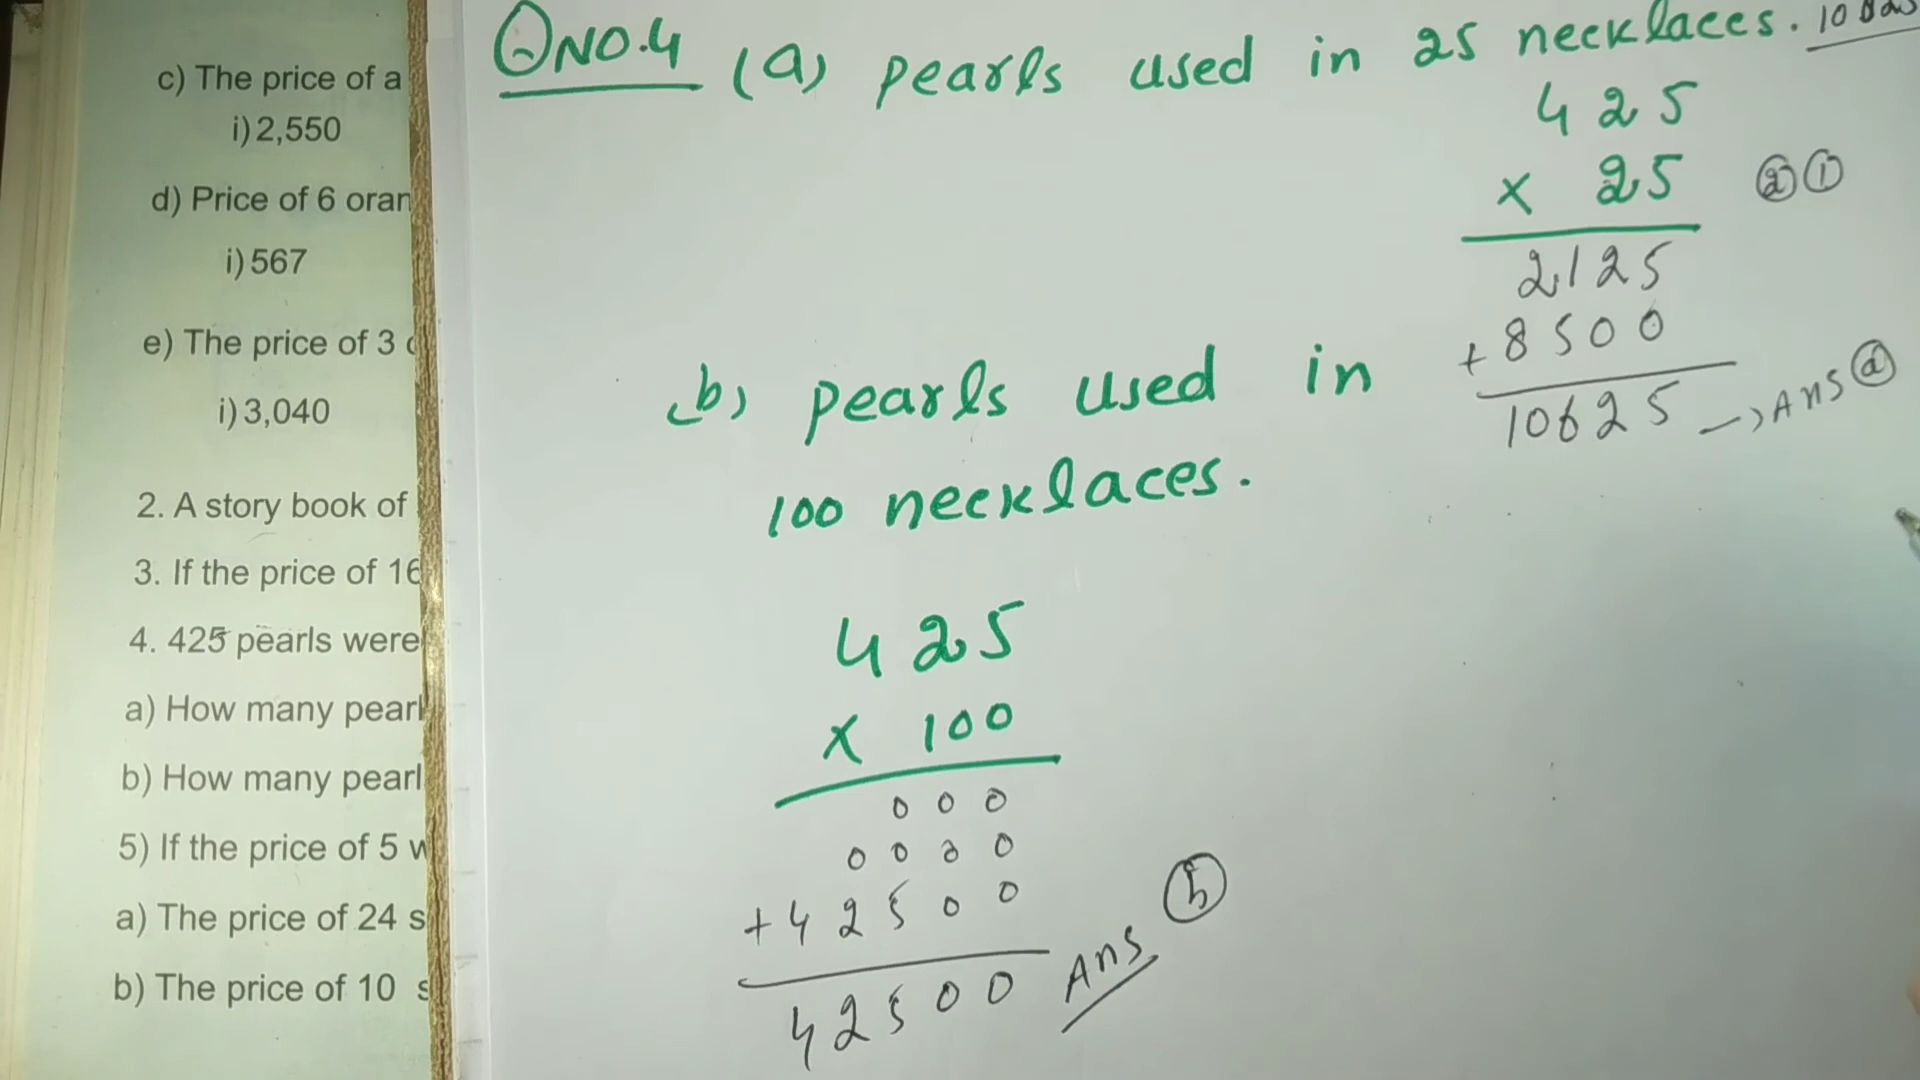 c) The price of a
i) 2,550
d) Price of 6 oran
i) 567
e) The price of 3
i) 3,040
2. A story book of
3. If the price of 16
4. 425 pearls were
a) How many pearl
b) How many pearl
5) If the price of 5 w
a) The price of 24 s
b) The price of 10 s
QNO.4 (a) pearls used in 25 necklaces.
425
x 25 ② ①
2125
+8500
10625 → Ans ⓐ
(b) pearls used in
100 necklaces.
425
x 100
000
0000
+42500
42500 Ans ⓑ